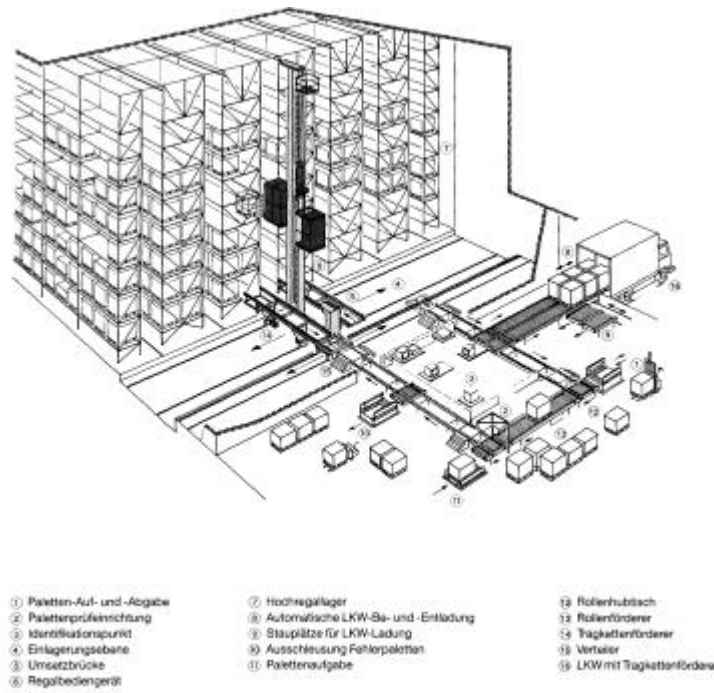 ① Paletten-Auf- und -Abgabe
② Palettenprüfeinrichtung
③ Identifikationspunkt
④ Einlagerungsebene
⑤ Umsetzbrücke
⑥ Regalbediengerät
⑦ Hochregallager
⑧ Automatische LKW-Be- und -Entladung
⑨ Stauplätze für LKW-Ladung
⑩ Ausschleusung Fehlerpaletten
⑪ Palettenaufgabe
⑫ Rollenhubtisch
⑬ Rollenförderer
⑭ Tragkettenförderer
⑮ Verteiler
⑯ LKW mit Tragkettenförderer